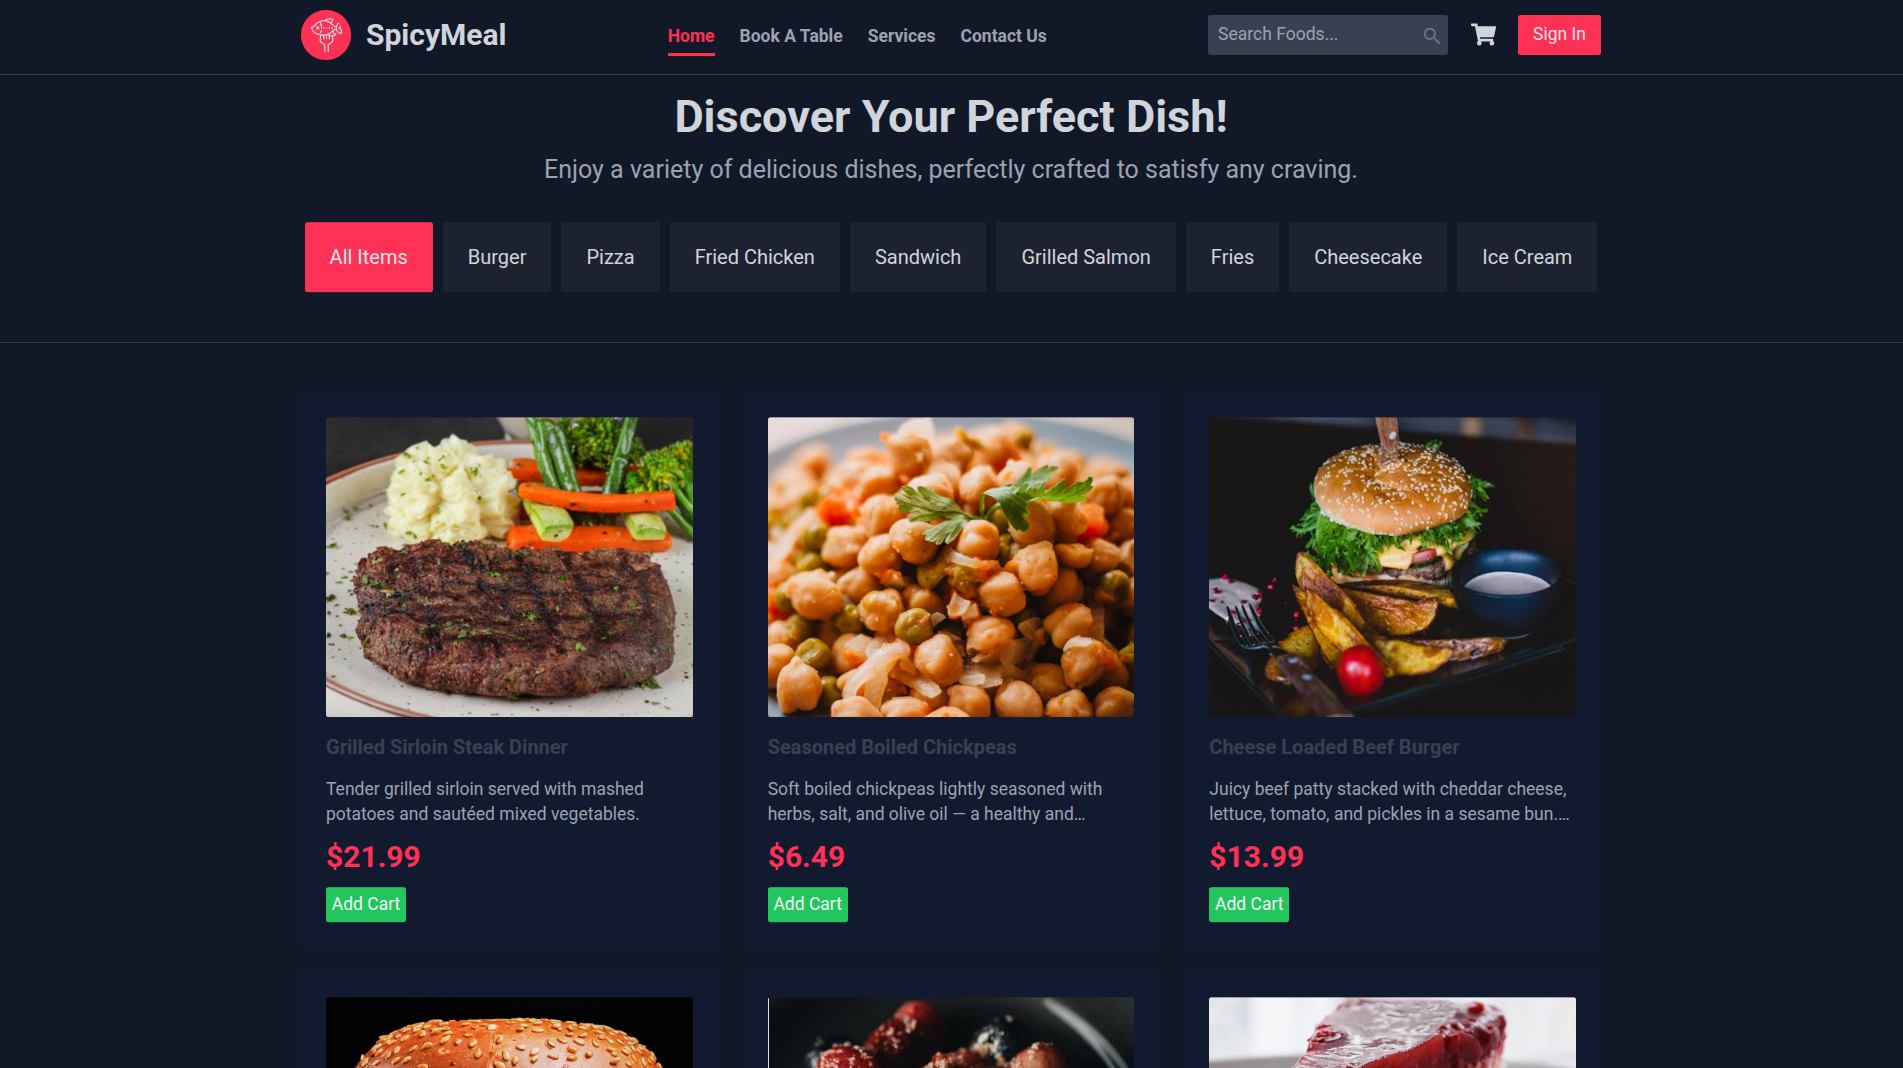 SpicyMeal
Home
Book A Table
Services
Contact Us
Search Foods...
Sign In
Discover Your Perfect Dish!
Enjoy a variety of delicious dishes, perfectly crafted to satisfy any craving.
All Items
Burger
Pizza
Fried Chicken
Sandwich
Grilled Salmon
Fries
Cheesecake
Ice Cream
Grilled Sirloin Steak Dinner
Tender grilled sirloin served with mashed
potatoes and sautéed mixed vegetables.
$21.99
Add Cart
Seasoned Boiled Chickpeas
Soft boiled chickpeas lightly seasoned with
herbs, salt, and olive oil — a healthy and...
$6.49
Add Cart
Cheese Loaded Beef Burger
Juicy beef patty stacked with cheddar cheese,
lettuce, tomato, and pickles in a sesame bun....
$13.99
Add Cart